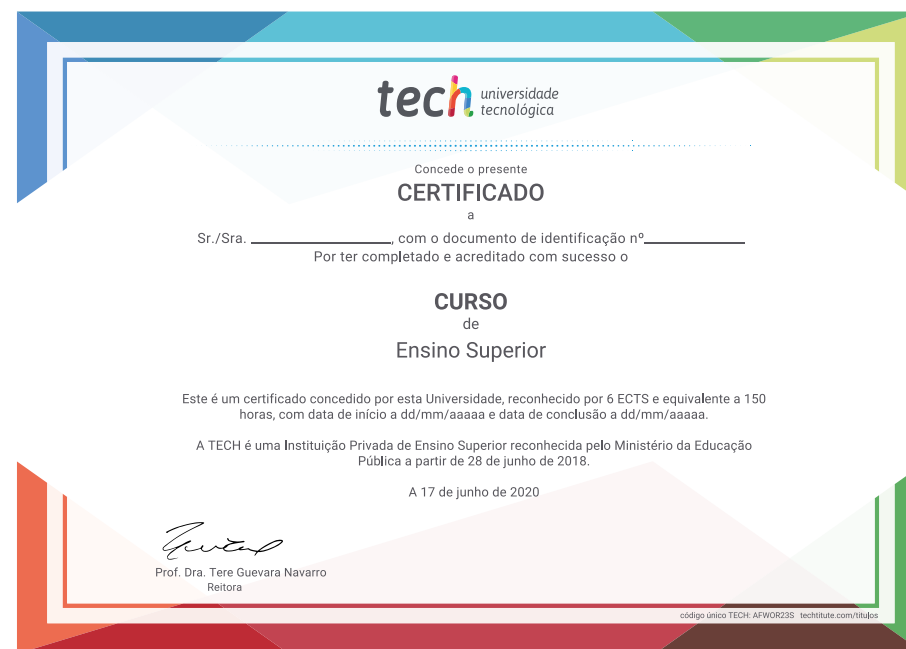 tech universidade
tecnológica
Concede o presente
CERTIFICADO
a
Sr./Sra. ____________________, com o documento de identificação nº______________
Por ter completado e acreditado com sucesso o
CURSO
de
Ensino Superior
Este é um certificado concedido por esta Universidade, reconhecido por 6 ECTS e equivalente a 150
horas, com data de início a dd/mm/aaaaa e data de conclusão a dd/mm/aaaaa.
A TECH é uma Instituição Privada de Ensino Superior reconhecida pelo Ministério da Educação
Pública a partir de 28 de junho de 2018.
A 17 de junho de 2020
Prof. Dra. Tere Guevara Navarro
Reitora
código único TECH: AFWOR23S techtitute.com/titulos